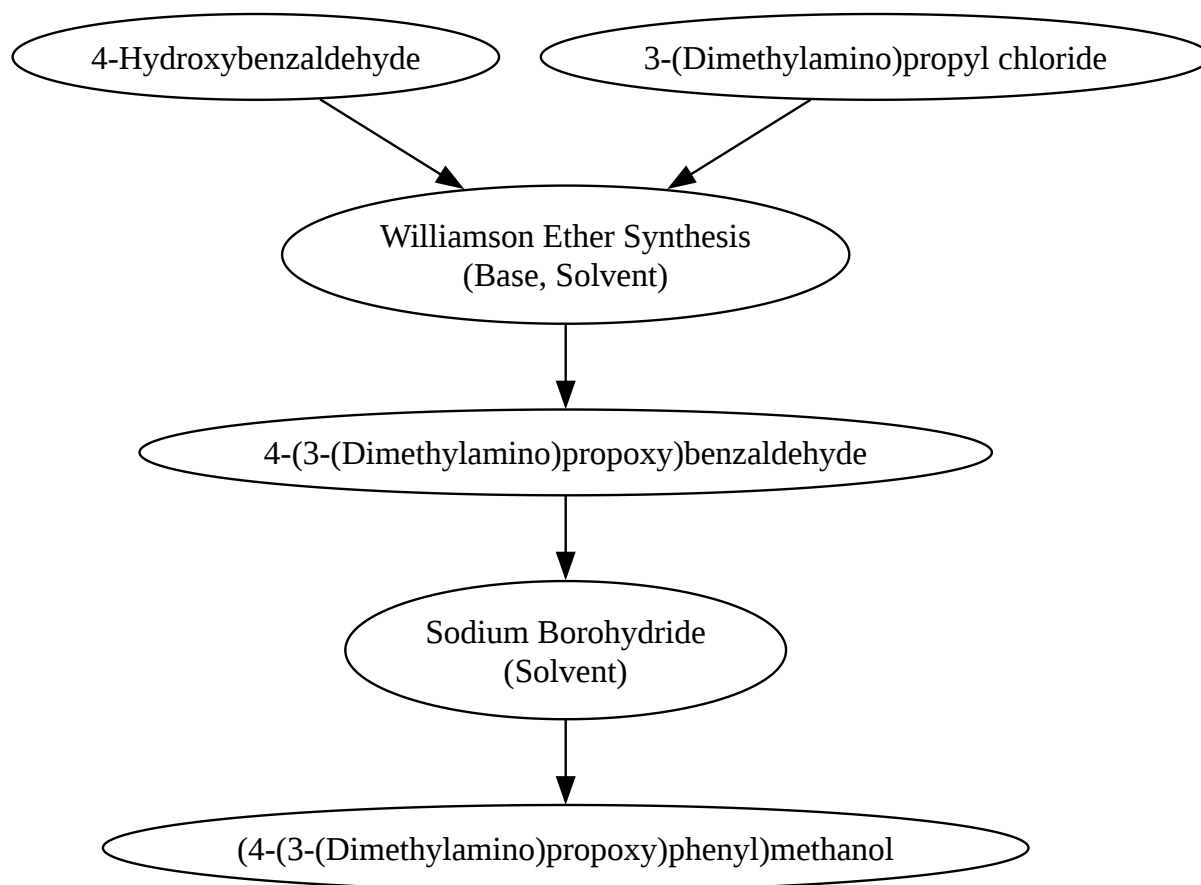 4-Hydroxybenzaldehyde
3-(Dimethylamino)propyl chloride
Williamson Ether Synthesis
(Base, Solvent)
4-(3-(Dimethylamino)propoxy)benzaldehyde
Sodium Borohydride
(Solvent)
(4-(3-(Dimethylamino)propoxy)phenyl)methanol